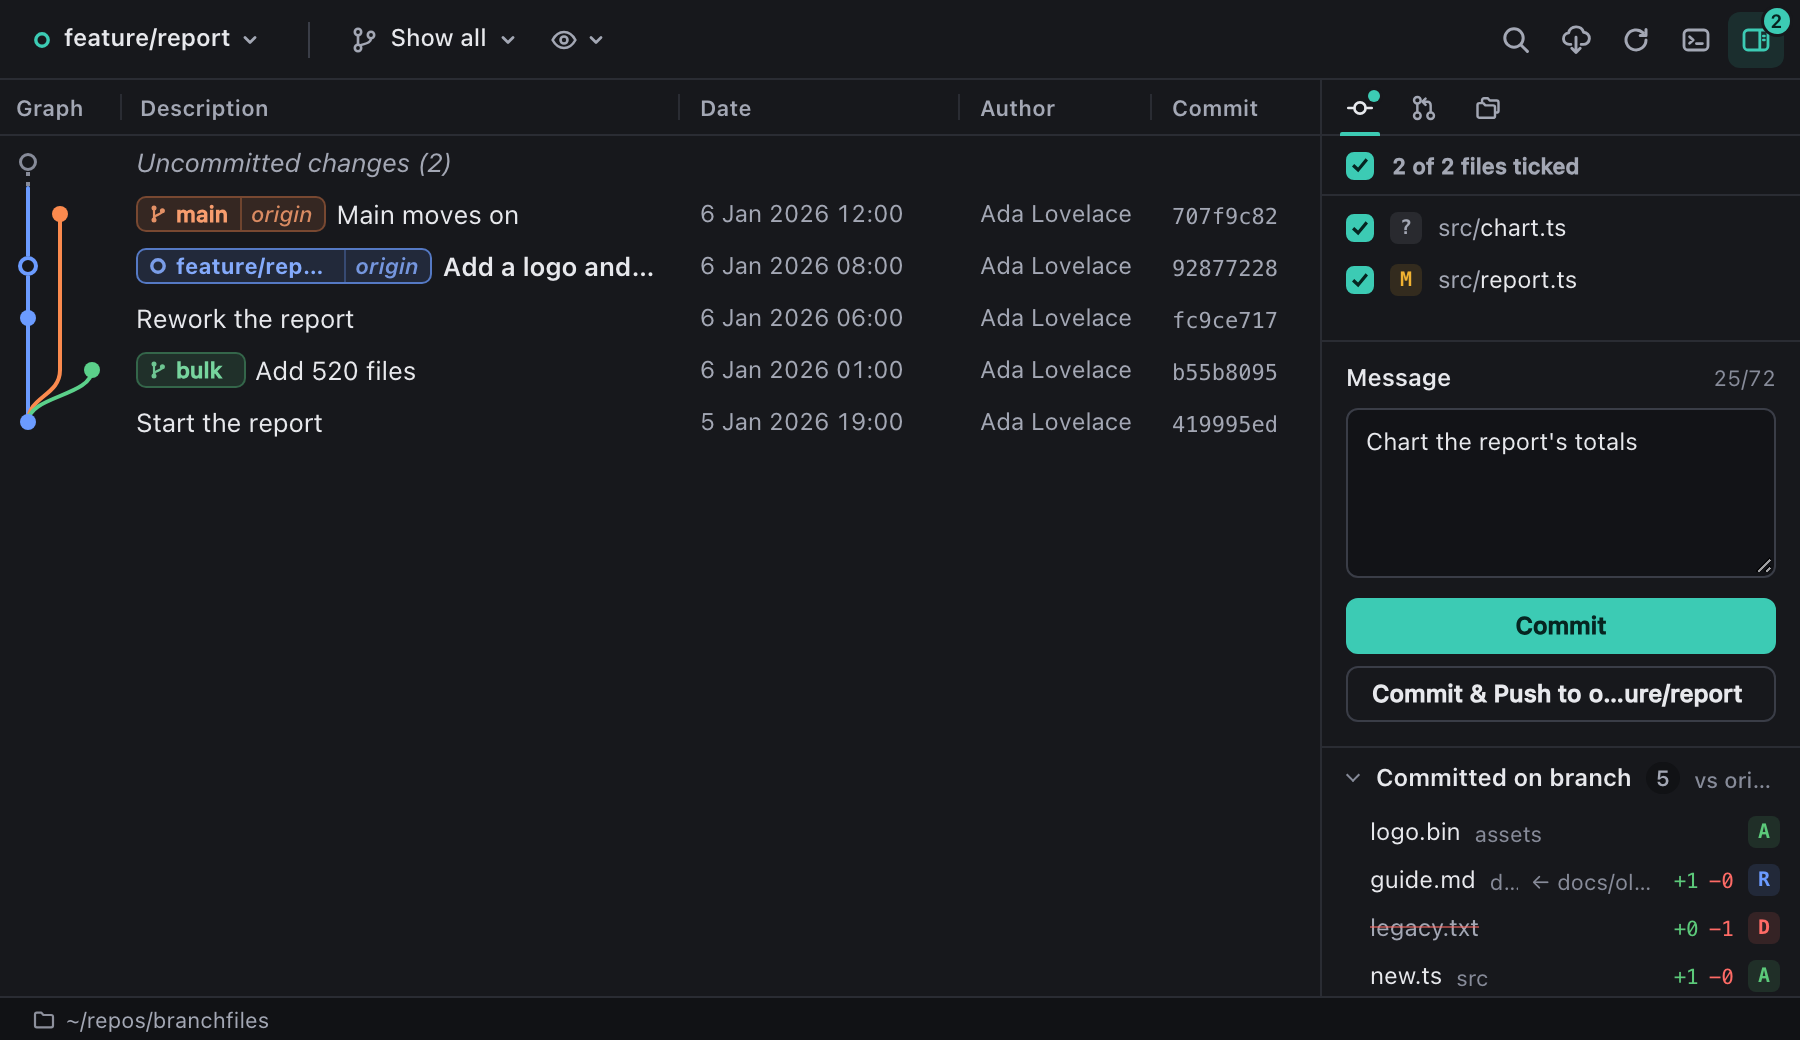 feature/report
Show all
2
Graph
Description
Date
Author
Commit
Uncommitted changes (2)
main origin Main moves on 6 Jan 2026 12:00 Ada Lovelace 707f9c82
feature/rep... origin Add a logo and... 6 Jan 2026 08:00 Ada Lovelace 92877228
Rework the report 6 Jan 2026 06:00 Ada Lovelace fc9ce717
bulk Add 520 files 6 Jan 2026 01:00 Ada Lovelace b55b8095
Start the report 5 Jan 2026 19:00 Ada Lovelace 419995ed
2 of 2 files ticked
? src/chart.ts
M src/report.ts
Message 25/72
Chart the report's totals
Commit
Commit & Push to o...ure/report
Committed on branch 5 vs ori...
logo.bin assets A
guide.md d... ← docs/ol... +1 −0 R
legacy.txt +0 −1 D
new.ts src +1 −0 A
~/repos/branchfiles